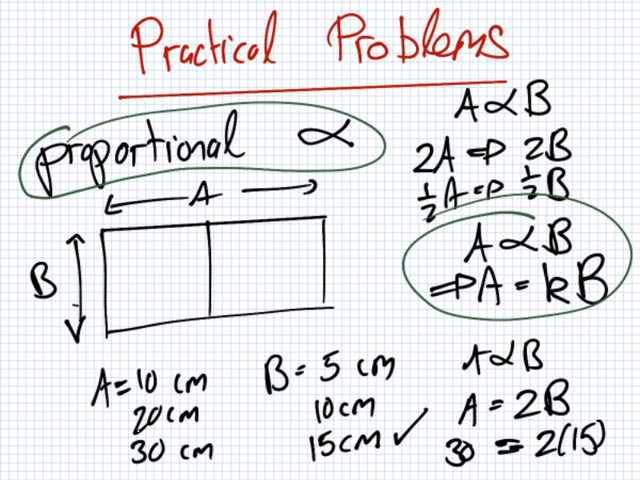 Practical Problems
proportional ∝
A
B
A ∝ B
2A ⇒ 2B
½A ⇒ ½B
A ∝ B
⇒ A = kB
A = 10 cm
20cm
30 cm
B = 5 cm
10cm
15cm ✓
A ∝ B
A = 2B
30 = 2(15)